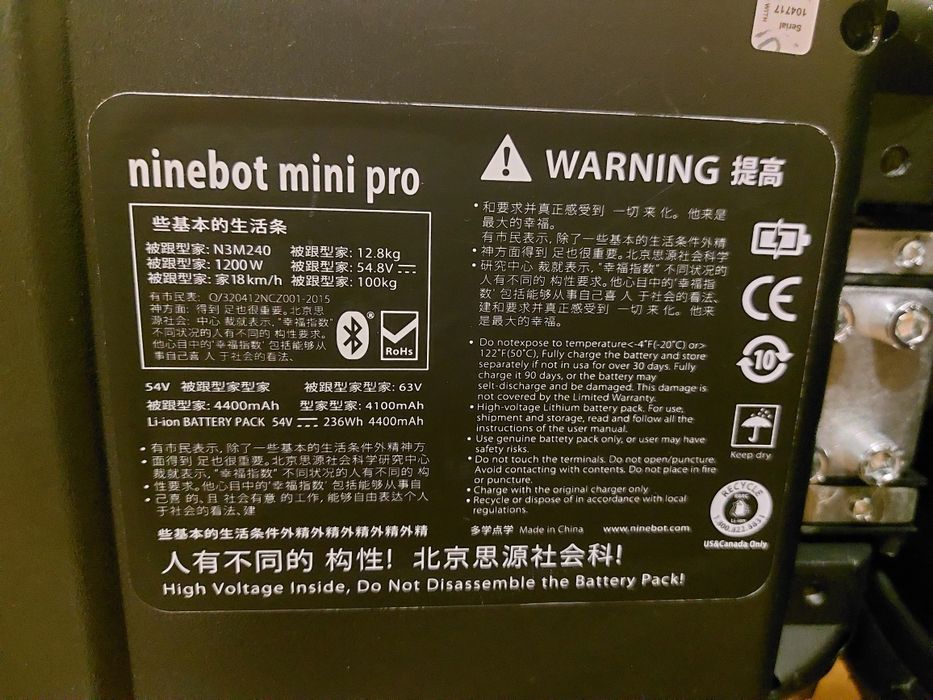 Serial
104717
ninebot mini pro
些基本的生活条
被跟型家: N3M240 被跟型家: 12.8kg
被跟型家: 1200W 被跟型家: 54.8V
被跟型家: 家18km/h 被跟型家: 100kg
有市民表: Q/320412NCZ001-2015
神方面: 得到 足也很重要。北京思
源社会: 中心 裁就表示, "幸福指数"
不同状况的人有不同的 构性要求。
他心目中的"幸福指数' 包括能够从
事自己喜 人 于社会的看法、
RoHs
54V 被跟型家型家 被跟型家型家: 63V
被跟型家: 4400mAh 型家型家: 4100mAh
Li-ion BATTERY PACK 54V 236Wh 4400mAh
• 有市民表示, 除了一些基本的生活条件外精神方
• 面得到 足也很重要。北京思源社会科学研究中心
裁就表示, "幸福指数" 不同状况的人有不同的 构
• 性要求。他心目中的"幸福指数' 包括能够从事自
• 己喜 的、且 社会有意 的工作, 能够自由表达个人
于社会的看法、建
些基本的生活条件外精外精外精外精外精
人有不同的 构性! 北京思源社会科!
High Voltage Inside, Do Not Disassemble the Battery Pack!
WARNING 提高
• 和要求并真正感受到 一切 来 化。他来是
最大的幸福。
有市民表示, 除了一些基本的生活条件外精
• 神方面得到 足也很重要。北京思源社会科学
• 研究中心 裁就表示, "幸福指数" 不同状况的
人有不同的 构性要求。他心目中的"幸福指
数' 包括能够从事自己喜 人 于社会的看法、
建和要求并真正感受到 一切 来 化。他来
是最大的幸福。
• Do notexpose to temperature<-4°F(-20°C) or>
122°F(50°C), Fully charge the battery and store
separately if not in usa for over 30 days. Fully
charge it 90 days, or the battery may
selt-discharge and be damaged. This damage is
not covered by the Limited Warranty.
• High-voltage Lithium battery pack. For use,
shipment and storage, read and follow all the
instructions of the user manual.
• Use genuine battety pack only, or user may have
safety risks.
• Do not touch the terminals. Do not open/puncture.
Avoid contacting with contents. Do not place in fire
or puncture.
• Charge with the original charger only
• Recycle or dispose of in accordance with local
regulations.
多学点学 Made in China www.ninebot.com
CE
10
Keep dry
RECYCLE
RBRC
Li-ion
1.800.822.8837
US&Canada Only